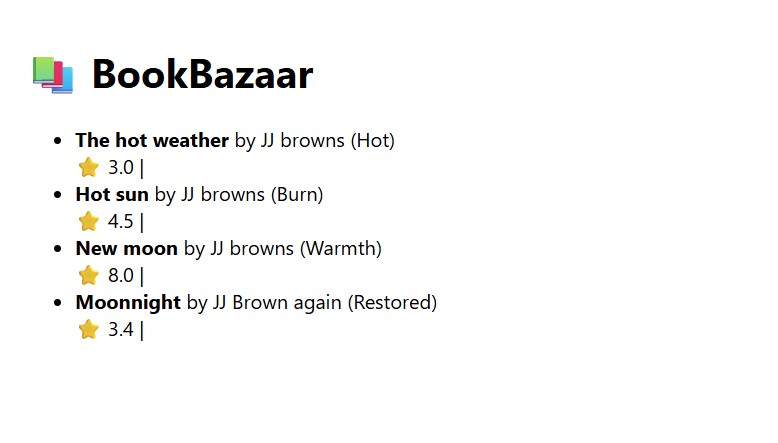 BookBazaar
The hot weather by JJ browns (Hot)
3.0 |
Hot sun by JJ browns (Burn)
4.5 |
New moon by JJ browns (Warmth)
8.0 |
Moonnight by JJ Brown again (Restored)
3.4 |